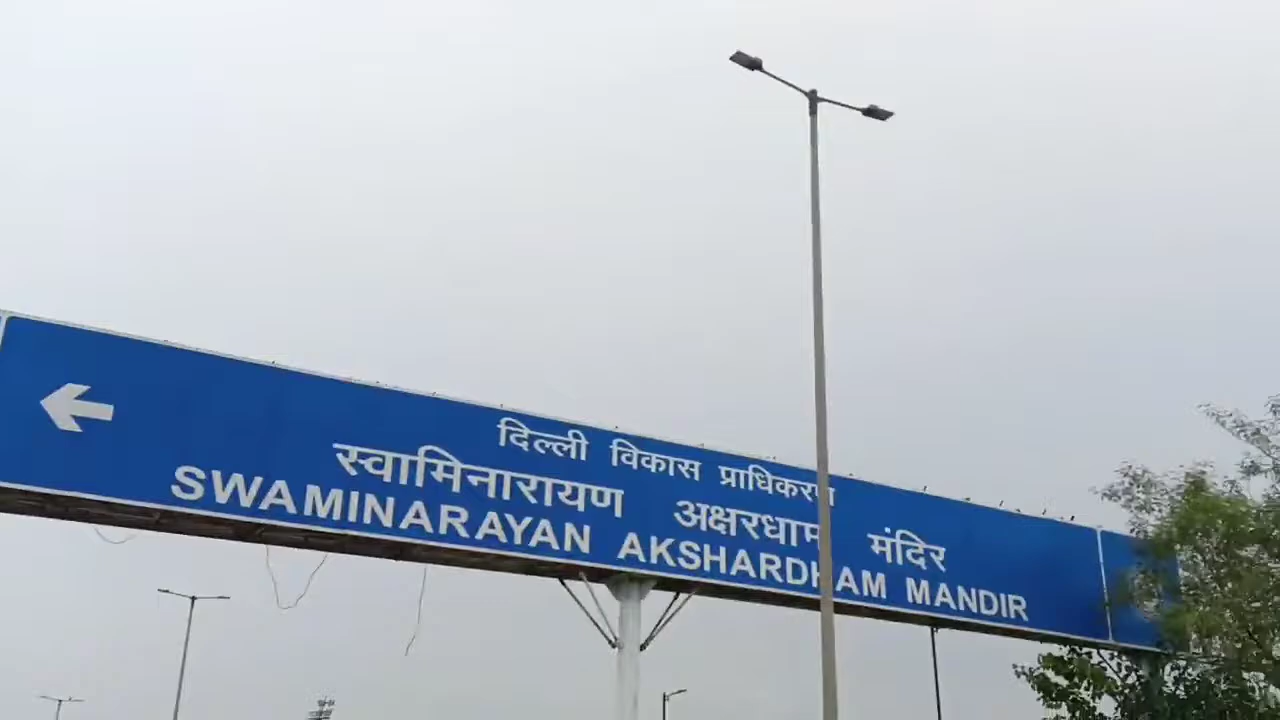 दिल्ली विकास प्राधिकरण
स्वामिनारायण अक्षरधाम मंदिर
SWAMINARAYAN AKSHARDHAM MANDIR